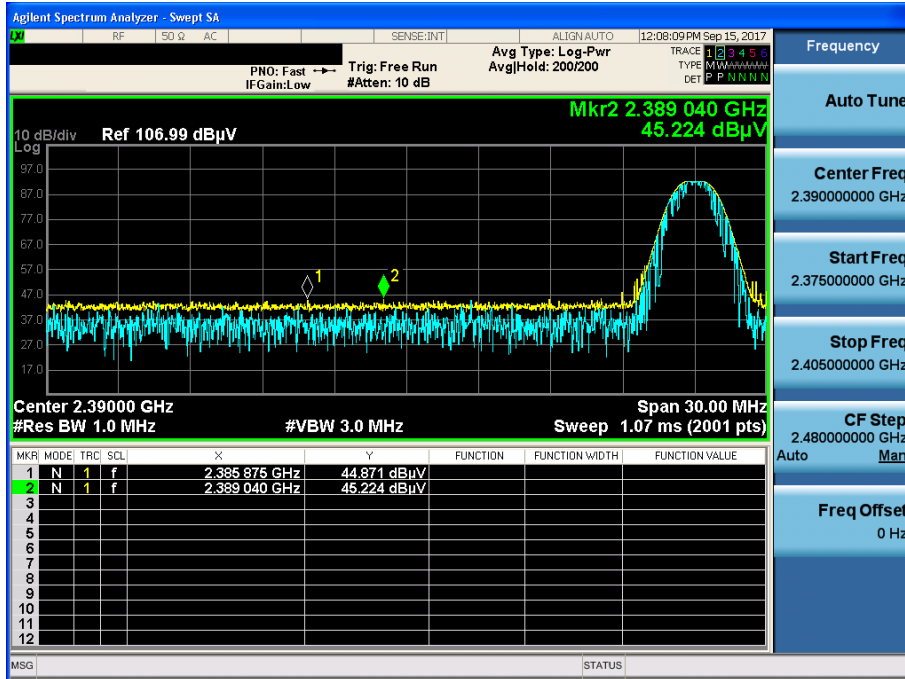 Agilent Spectrum Analyzer - Swept SA
LXI RF 50 Ω AC SENSE:INT ALIGN AUTO 12:08:09 PM Sep 15, 2017
PNO: Fast
IFGain:Low
Trig: Free Run
#Atten: 10 dB
Avg Type: Log-Pwr
Avg|Hold: 200/200
TRACE 1 2 3 4 5 6
TYPE M W
DET P P N N N N
Mkr2 2.389 040 GHz
45.224 dBµV
10 dB/div Ref 106.99 dBµV
Log
97.0
87.0
77.0
67.0
57.0
47.0
37.0
27.0
17.0
1
2
Center 2.39000 GHz Span 30.00 MHz
#Res BW 1.0 MHz #VBW 3.0 MHz Sweep 1.07 ms (2001 pts)
MKR MODE TRC SCL X Y FUNCTION FUNCTION WIDTH FUNCTION VALUE
1 N 1 f 2.385 875 GHz 44.871 dBµV
2 N 1 f 2.389 040 GHz 45.224 dBµV
3
4
5
6
7
8
9
10
11
12
MSG STATUS
Frequency
Auto Tune
Center Freq
2.390000000 GHz
Start Freq
2.375000000 GHz
Stop Freq
2.405000000 GHz
CF Step
2.480000000 GHz
Auto Man
Freq Offset
0 Hz